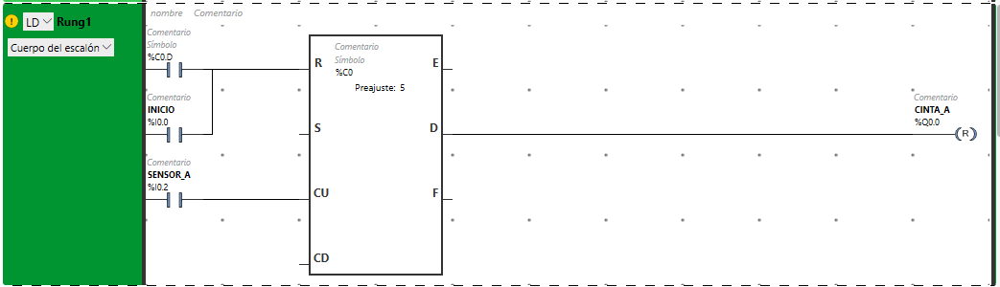 ! LD Rung1
Cuerpo del escalón
nombre Comentario
Comentario
Símbolo
%C0.D
Comentario
INICIO
%I0.0
Comentario
SENSOR_A
%I0.2
Comentario
Símbolo
%C0
Preajuste: 5
R E
S D
CU F
CD
Comentario
CINTA_A
%Q0.0
R